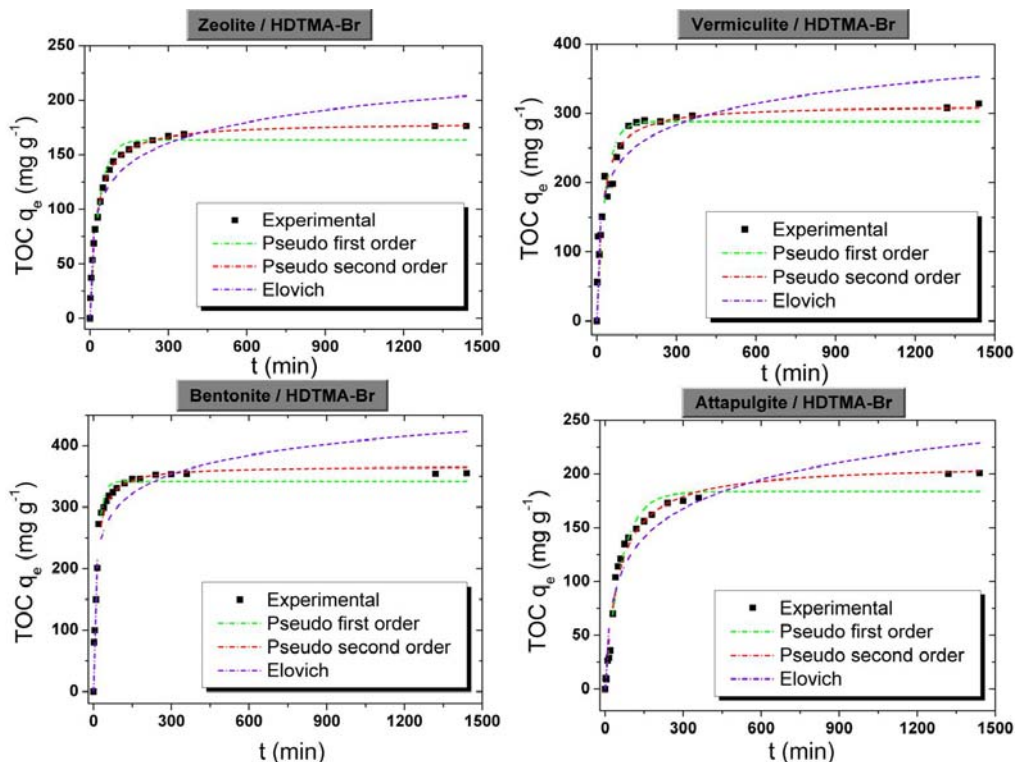 Zeolite / HDTMA-Br
TOC qe (mg g-1)
250
200
150
100
50
0
Experimental
Pseudo first order
Pseudo second order
Elovich
0 300 600 900 1200 1500
t (min)
Vermiculite / HDTMA-Br
TOC qe (mg g-1)
400
300
200
100
0
Experimental
Pseudo first order
Pseudo second order
Elovich
0 300 600 900 1200 1500
t (min)
Bentonite / HDTMA-Br
TOC qe (mg g-1)
400
300
200
100
0
Experimental
Pseudo first order
Pseudo second order
Elovich
0 300 600 900 1200 1500
t (min)
Attapulgite / HDTMA-Br
TOC qe (mg g-1)
250
200
150
100
50
0
Experimental
Pseudo first order
Pseudo second order
Elovich
0 300 600 900 1200 1500
t (min)